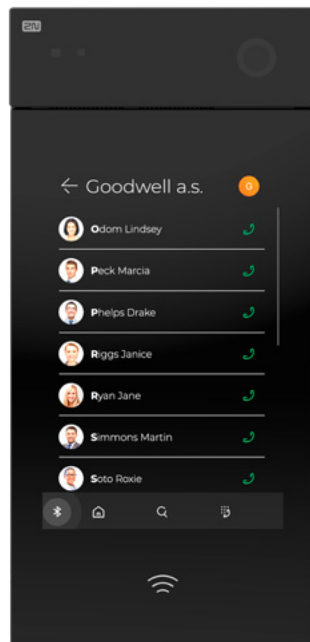 2N
Goodwell a.s.
G
Odom Lindsey
Peck Marcia
Phelps Drake
Riggs Janice
Ryan Jane
Simmons Martin
Soto Roxie